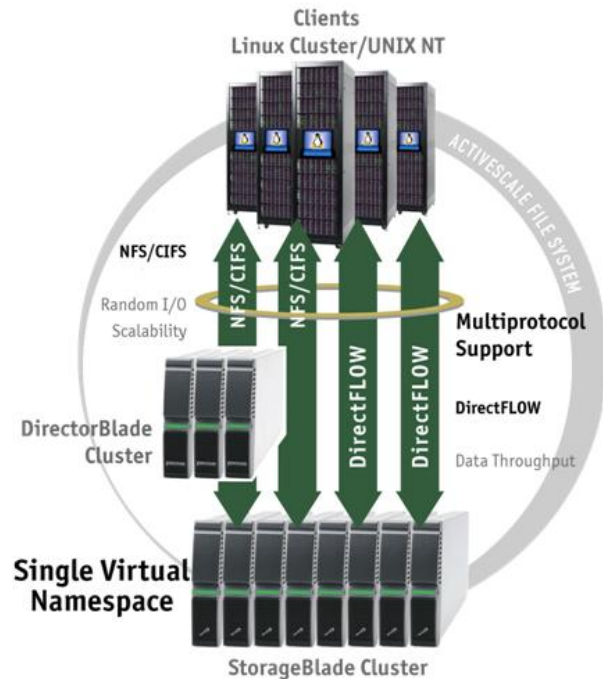 Clients
Linux Cluster/UNIX NT
ACTIVESCALE FILE SYSTEM
NFS/CIFS
NFS/CIFS
NFS/CIFS
Random I/O
Scalability
Multiprotocol
Support
DirectFLOW
DirectFLOW
DirectFLOW
Data Throughput
DirectorBlade
Cluster
Single Virtual
Namespace
StorageBlade Cluster